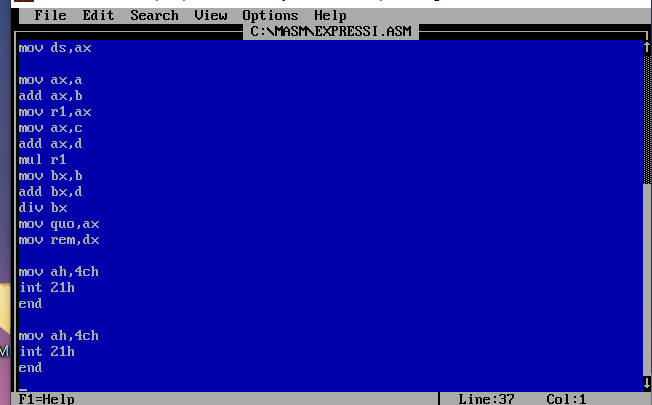 File Edit Search View Options Help
C:\MASM\EXPRESSI.ASM
mov ds,ax
mov ax,a
add ax,b
mov r1,ax
mov ax,c
add ax,d
mul r1
mov bx,b
add bx,d
div bx
mov quo,ax
mov rem,dx
mov ah,4ch
int 21h
end
mov ah,4ch
int 21h
end
M
F1=Help Line:37 Col:1